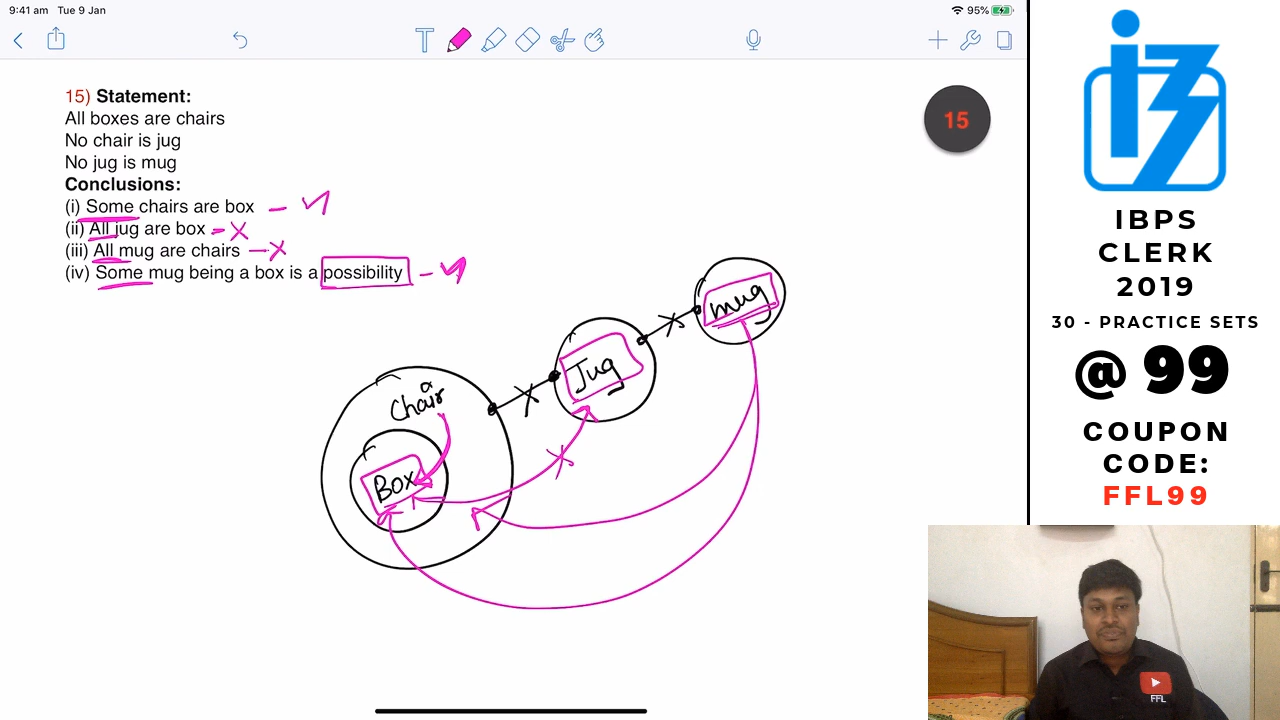 9:41 am Tue 9 Jan
95%
T
15) Statement:
All boxes are chairs
No chair is jug
No jug is mug
Conclusions:
(i) Some chairs are box
(ii) All jug are box
(iii) All mug are chairs
(iv) Some mug being a box is a possibility
15
mug
Jug
Chair
Box
IBPS
CLERK
2019
30 - PRACTICE SETS
@ 99
COUPON
CODE:
FFL99
FFL